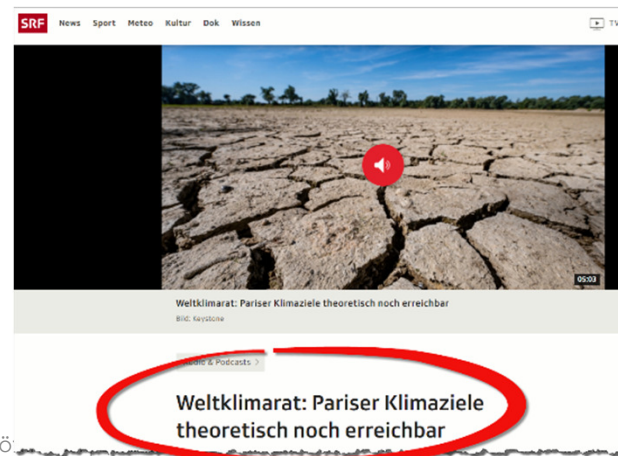 SRF News Sport Meteo Kultur Dok Wissen TV
05:03
Weltklimarat: Pariser Klimaziele theoretisch noch erreichbar
Bild: Keystone
Audio & Podcasts >
Weltklimarat: Pariser Klimaziele
theoretisch noch erreichbar
Ö